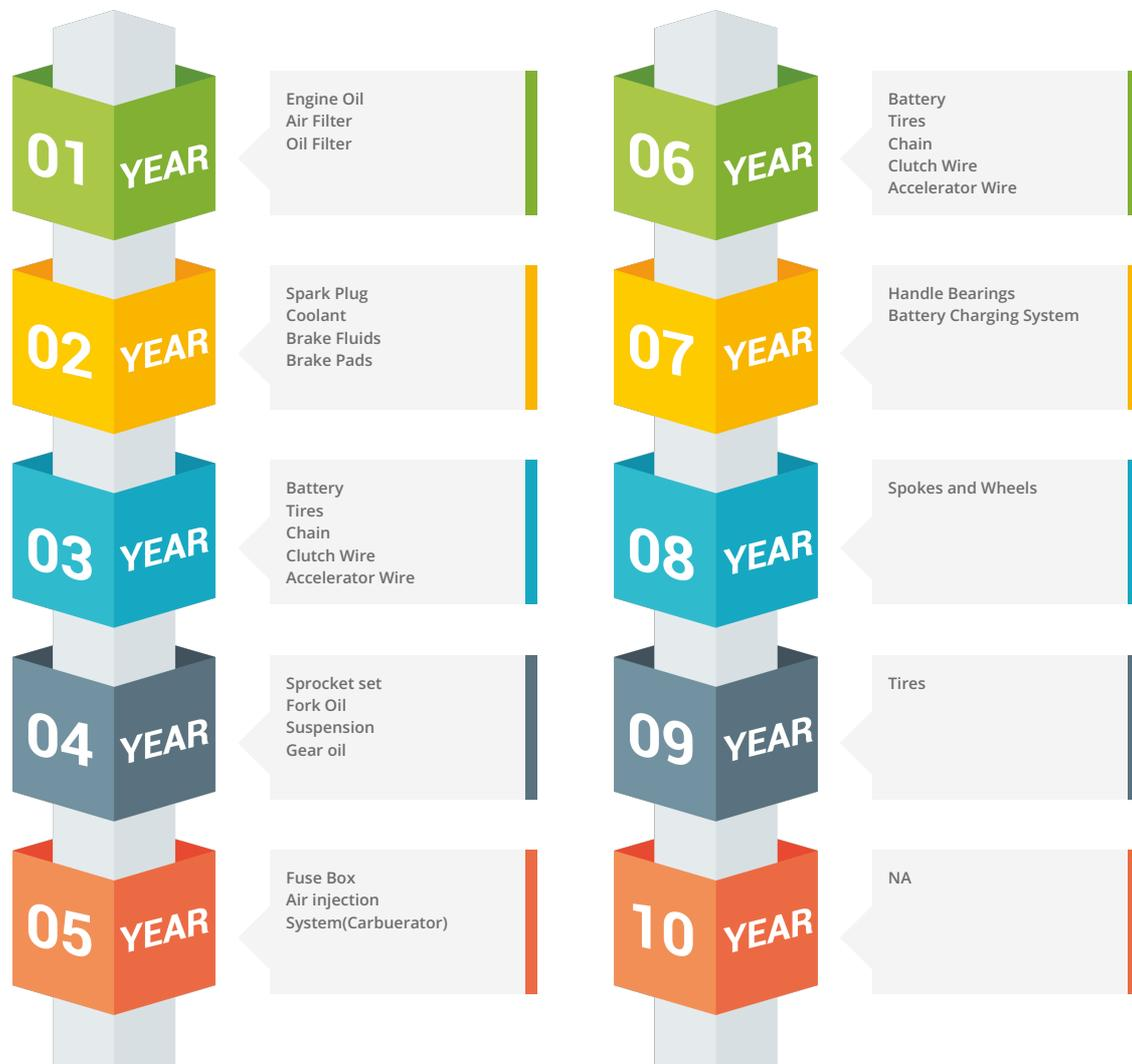 01 YEAR
Engine Oil
Air Filter
Oil Filter
02 YEAR
Spark Plug
Coolant
Brake Fluids
Brake Pads
03 YEAR
Battery
Tires
Chain
Clutch Wire
Accelerator Wire
04 YEAR
Sprocket set
Fork Oil
Suspension
Gear oil
05 YEAR
Fuse Box
Air injection
System(Carbuerator)
06 YEAR
Battery
Tires
Chain
Clutch Wire
Accelerator Wire
07 YEAR
Handle Bearings
Battery Charging System
08 YEAR
Spokes and Wheels
09 YEAR
Tires
10 YEAR
NA